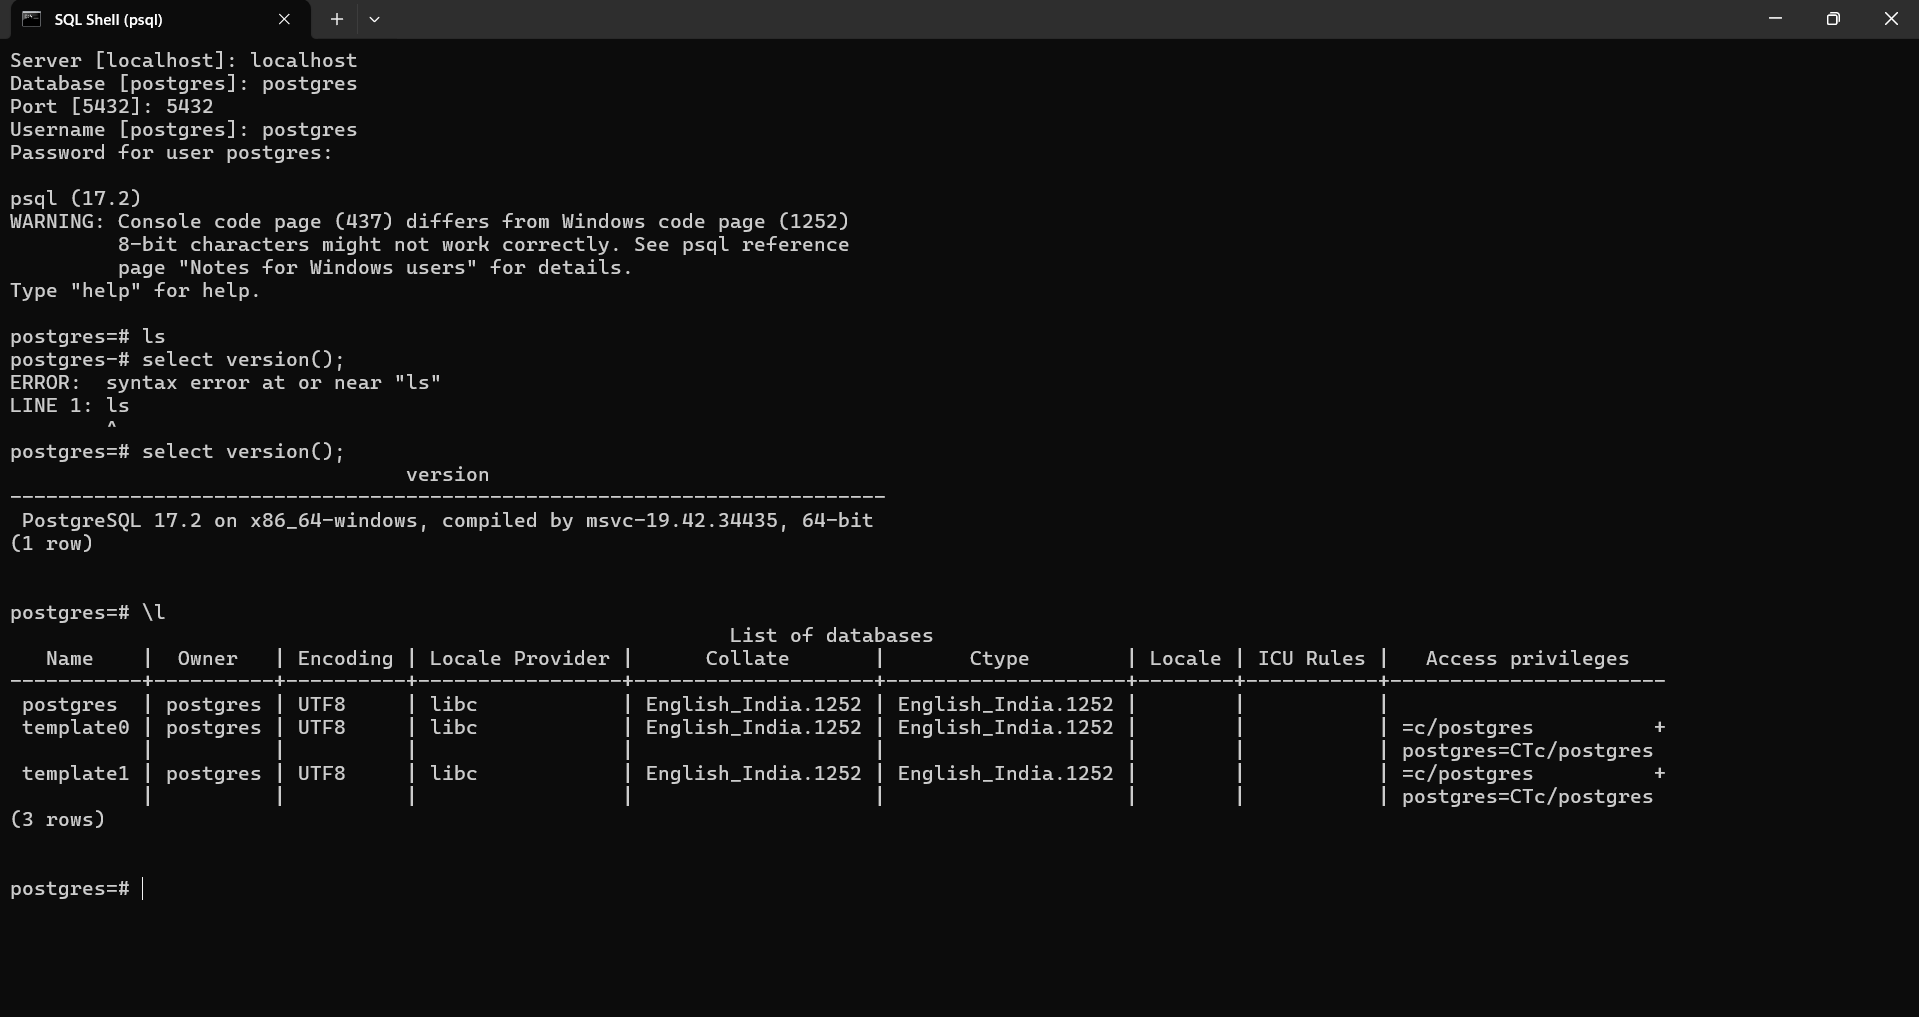 SQL Shell (psql)
Server [localhost]: localhost
Database [postgres]: postgres
Port [5432]: 5432
Username [postgres]: postgres
Password for user postgres:

psql (17.2)
WARNING: Console code page (437) differs from Windows code page (1252)
         8-bit characters might not work correctly. See psql reference
         page "Notes for Windows users" for details.
Type "help" for help.

postgres=# ls
postgres-# select version();
ERROR:  syntax error at or near "ls"
LINE 1: ls
        ^
postgres=# select version();
                                 version
-------------------------------------------------------------------------
 PostgreSQL 17.2 on x86_64-windows, compiled by msvc-19.42.34435, 64-bit
(1 row)


postgres=# \l
                                                            List of databases
   Name    |  Owner   | Encoding | Locale Provider |      Collate       |       Ctype        | Locale | ICU Rules |   Access privileges
-----------+----------+----------+-----------------+--------------------+--------------------+--------+-----------+-----------------------
 postgres  | postgres | UTF8     | libc            | English_India.1252 | English_India.1252 |        |           |
 template0 | postgres | UTF8     | libc            | English_India.1252 | English_India.1252 |        |           | =c/postgres          +
           |          |          |                 |                    |                    |        |           | postgres=CTc/postgres
 template1 | postgres | UTF8     | libc            | English_India.1252 | English_India.1252 |        |           | =c/postgres          +
           |          |          |                 |                    |                    |        |           | postgres=CTc/postgres
(3 rows)


postgres=#